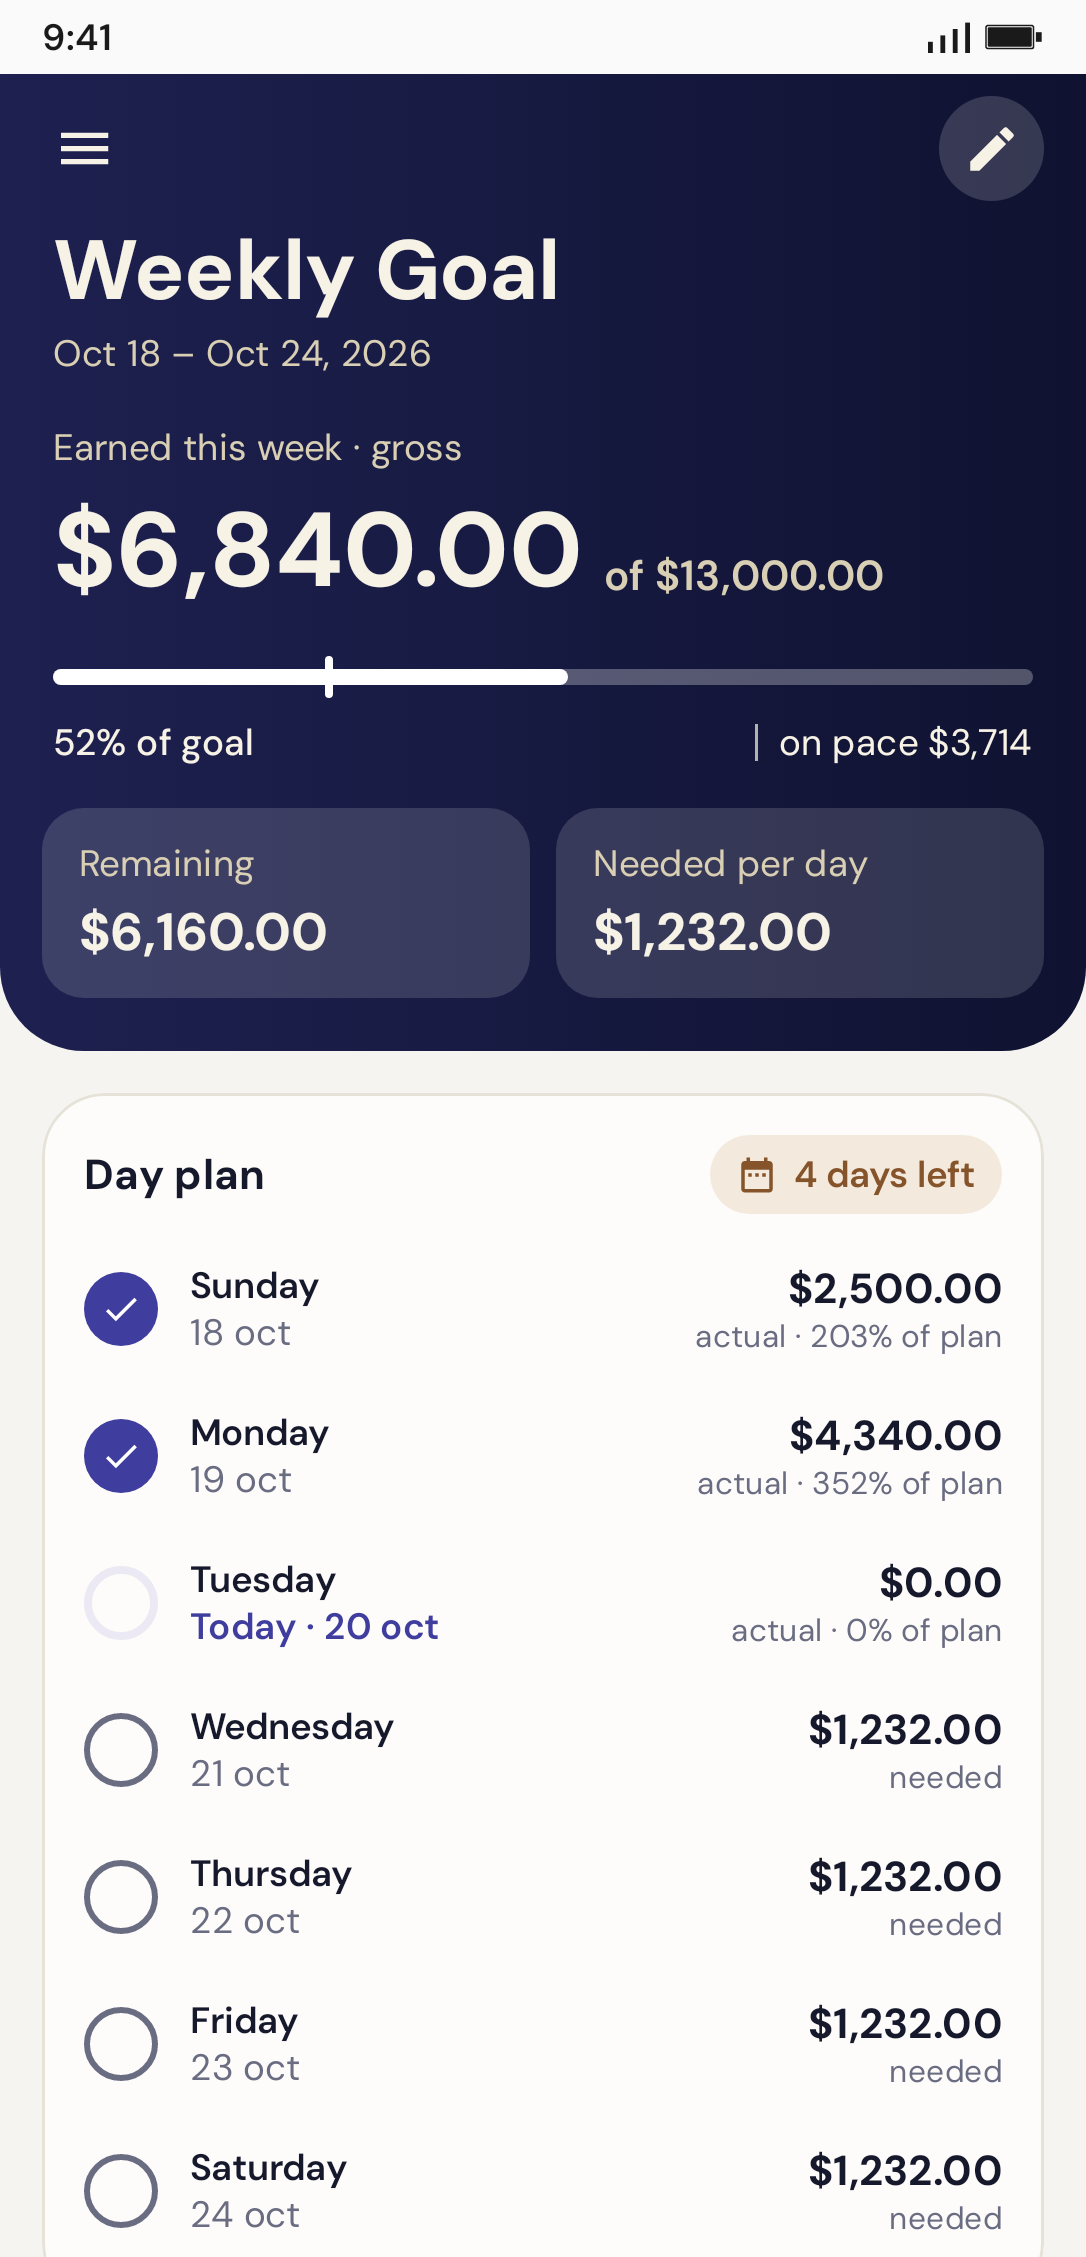 9:41
Weekly Goal
Oct 18 – Oct 24, 2026
Earned this week · gross
$6,840.00 of $13,000.00
52% of goal | on pace $3,714
Remaining
$6,160.00
Needed per day
$1,232.00
Day plan
4 days left
Sunday
18 oct
$2,500.00
actual · 203% of plan
Monday
19 oct
$4,340.00
actual · 352% of plan
Tuesday
Today · 20 oct
$0.00
actual · 0% of plan
Wednesday
21 oct
$1,232.00
needed
Thursday
22 oct
$1,232.00
needed
Friday
23 oct
$1,232.00
needed
Saturday
24 oct
$1,232.00
needed